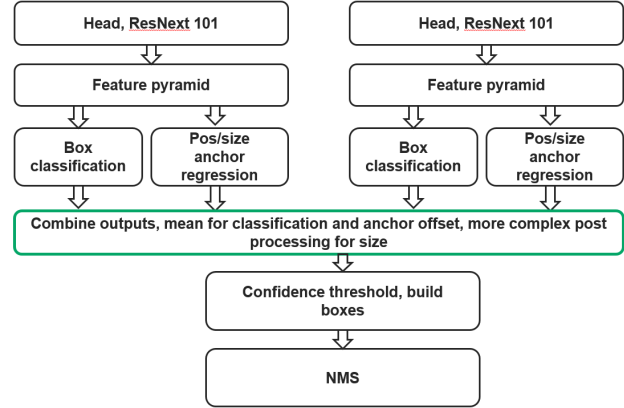 Head, ResNext 101
Head, ResNext 101
Feature pyramid
Feature pyramid
Box
classification
Pos/size
anchor
regression
Box
classification
Pos/size
anchor
regression
Combine outputs, mean for classification and anchor offset, more complex post
processing for size
Confidence threshold, build
boxes
NMS